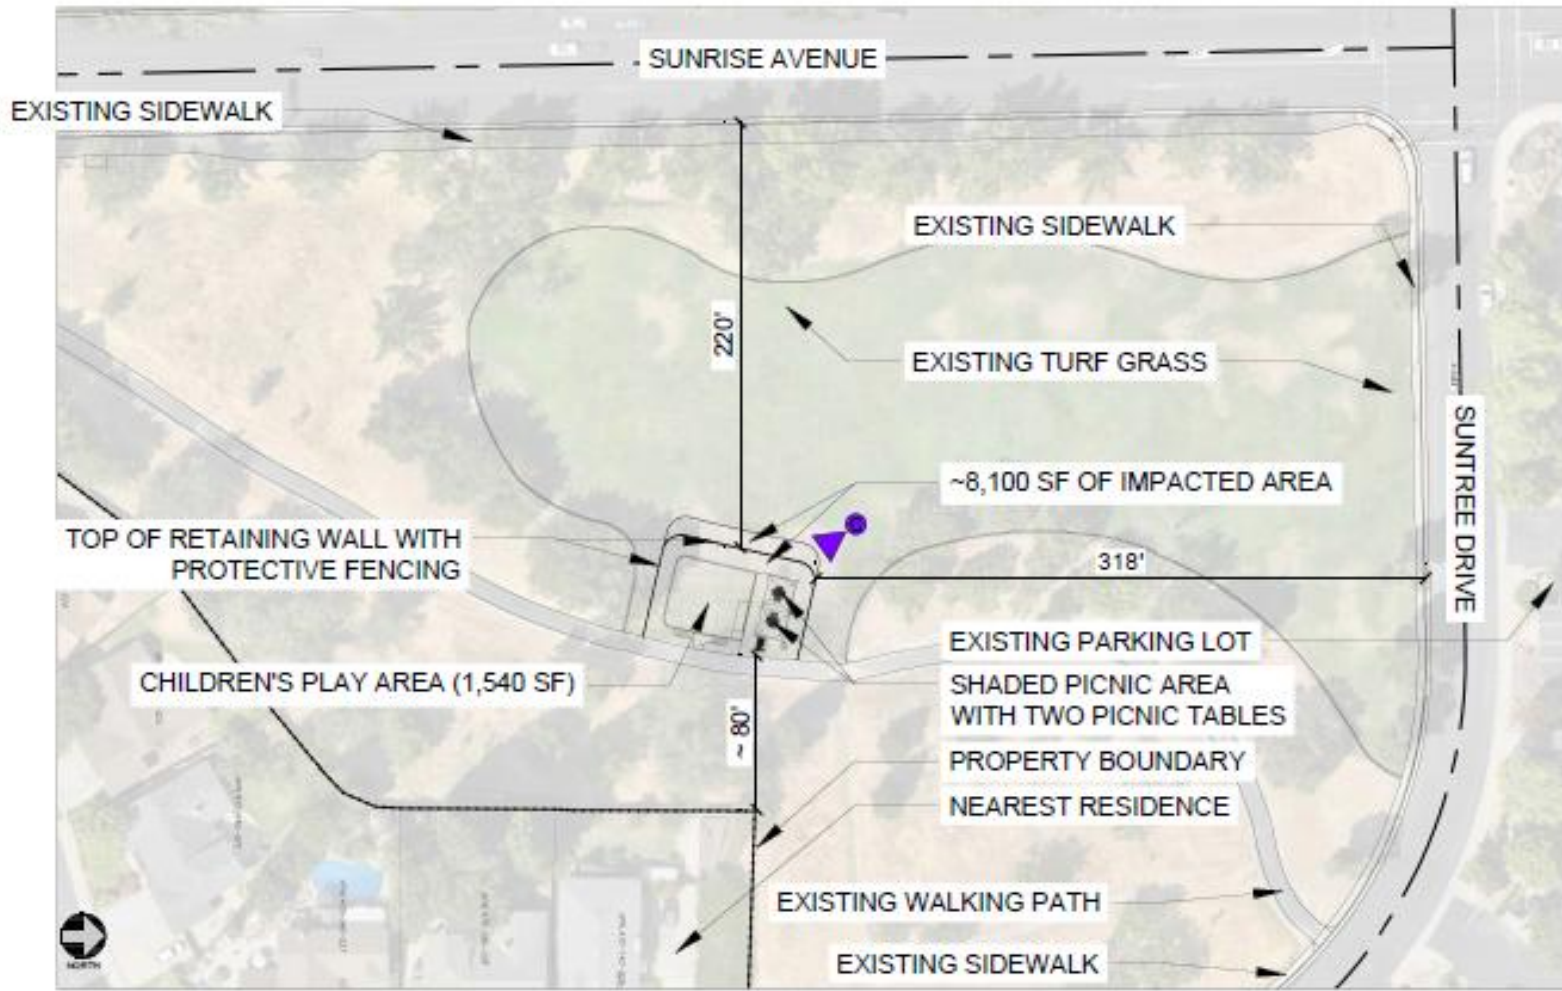 SUNRISE AVENUE
EXISTING SIDEWALK
EXISTING SIDEWALK
220'
EXISTING TURF GRASS
SUNTREE DRIVE
~8,100 SF OF IMPACTED AREA
TOP OF RETAINING WALL WITH
PROTECTIVE FENCING
318'
EXISTING PARKING LOT
CHILDREN'S PLAY AREA (1,540 SF)
SHADED PICNIC AREA
WITH TWO PICNIC TABLES
~ 80'
PROPERTY BOUNDARY
NEAREST RESIDENCE
EXISTING WALKING PATH
EXISTING SIDEWALK
NORTH